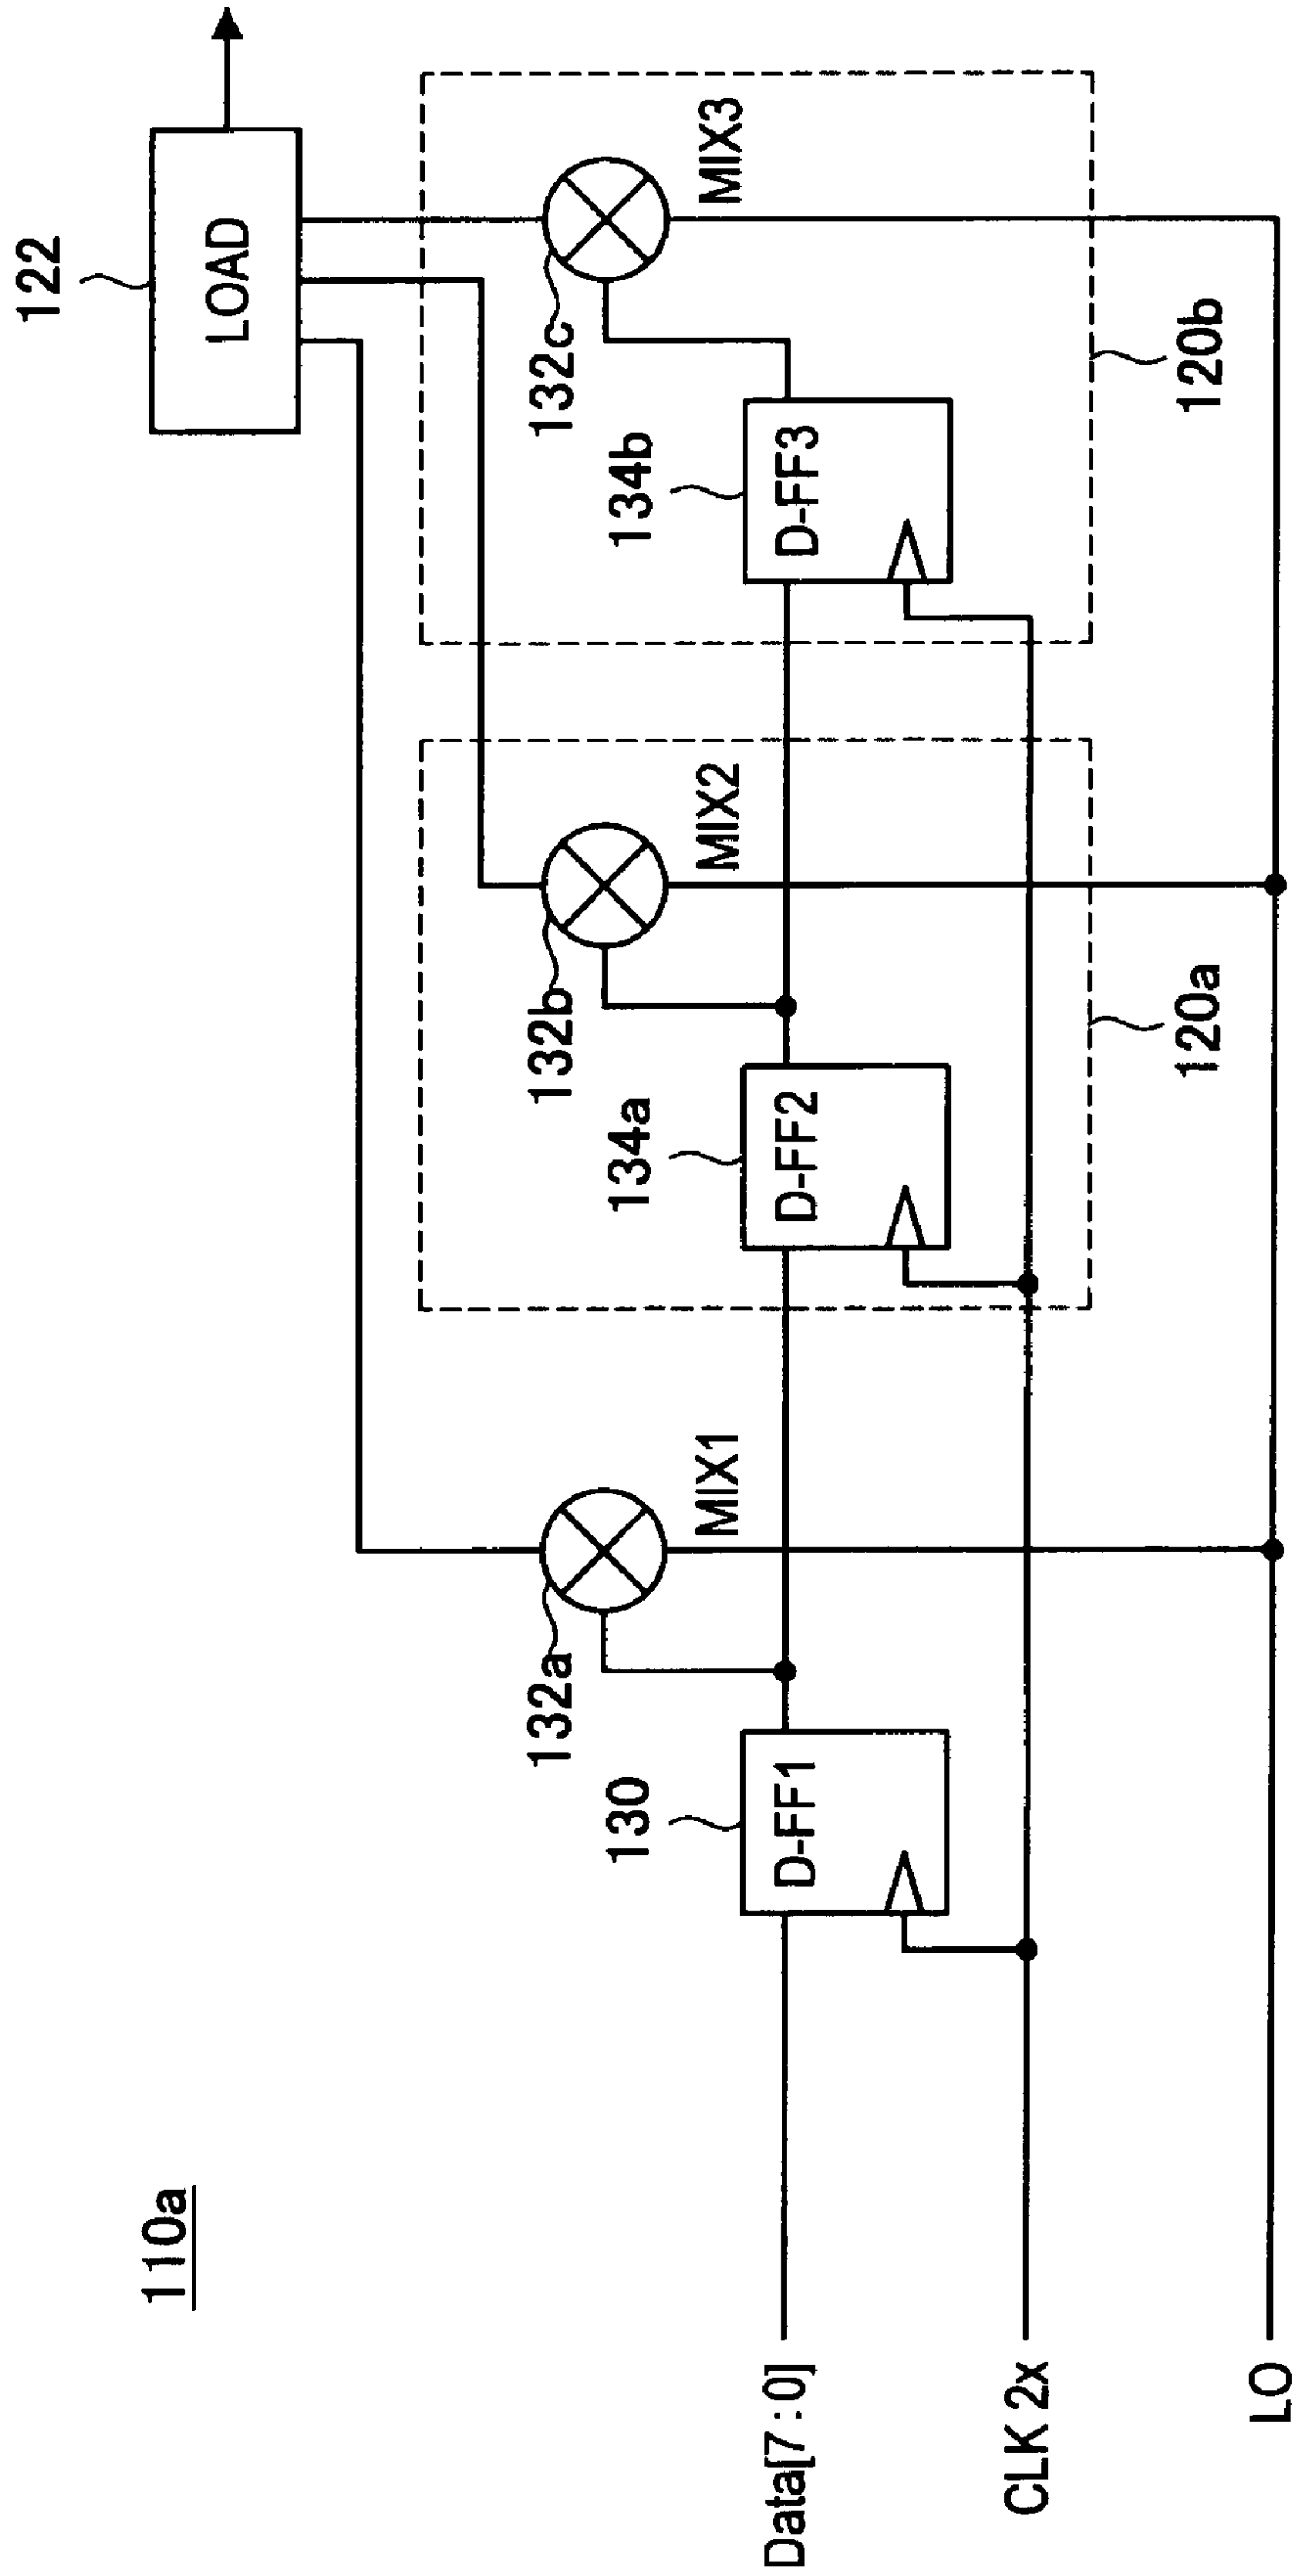 110a
122
LOAD
132a
MIX1
132b
MIX2
132c
MIX3
130
D-FF1
134a
D-FF2
134b
D-FF3
120a
120b
Data[7:0]
CLK 2x
LO